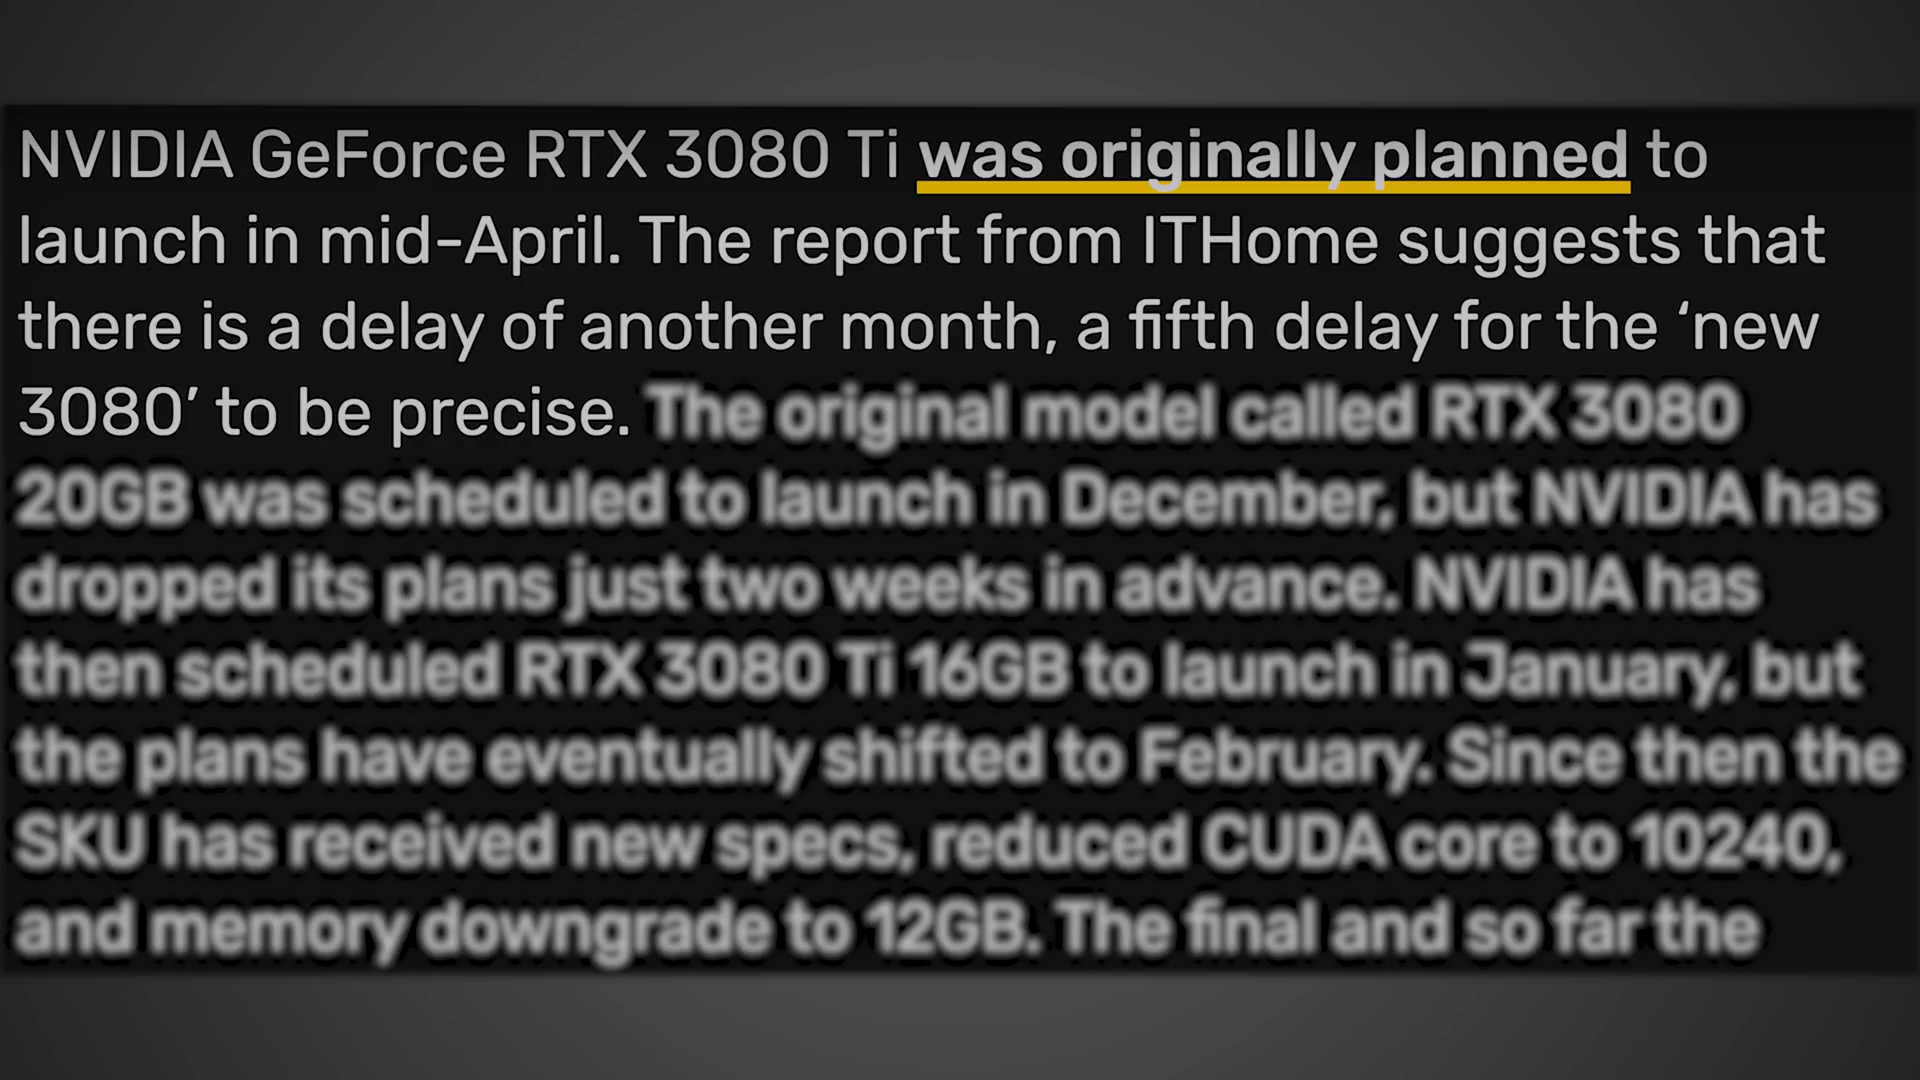 NVIDIA GeForce RTX 3080 Ti was originally planned to
launch in mid-April. The report from ITHome suggests that
there is a delay of another month, a fifth delay for the ‘new
3080’ to be precise. The original model called RTX 3080
20GB was scheduled to launch in December, but NVIDIA has
dropped its plans just two weeks in advance. NVIDIA has
then scheduled RTX 3080 Ti 16GB to launch in January, but
the plans have eventually shifted to February. Since then the
SKU has received new specs, reduced CUDA core to 10240,
and memory downgrade to 12GB. The final and so far the